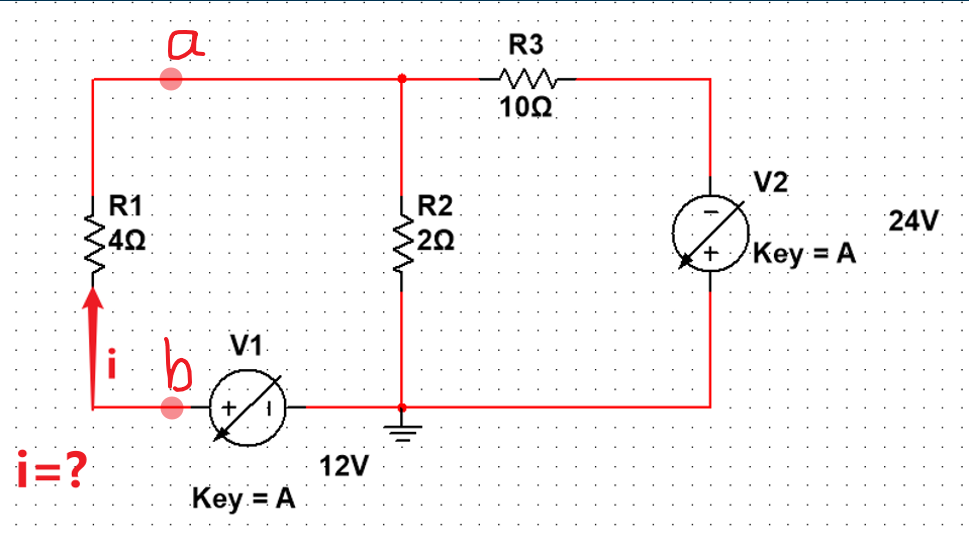 a
R3
10Ω
V2
−
+
Key = A
24V
R1
4Ω
R2
2Ω
i
b
V1
+
−
12V
Key = A
i=?